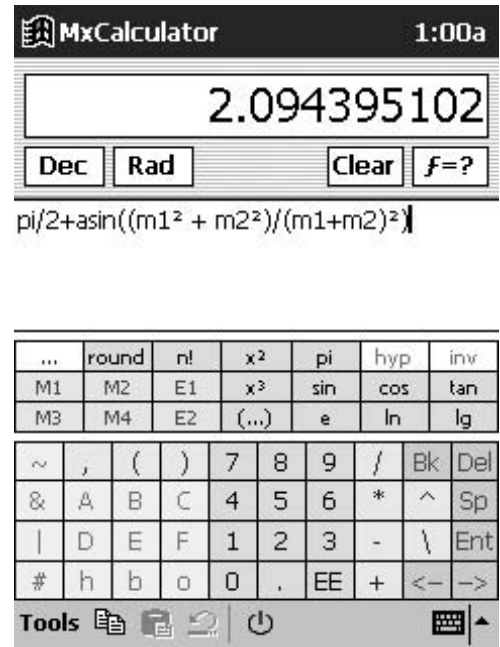 MxCalculator 1:00a
2.094395102
Dec Rad Clear ƒ=?
pi/2+asin((m1² + m2²)/(m1+m2)²)
... round n! x² pi hyp inv
M1 M2 E1 x³ sin cos tan
M3 M4 E2 (...) e ln lg
~ , ( ) 7 8 9 / Bk Del
& A B C 4 5 6 * ^ Sp
| D E F 1 2 3 - \ Ent
# h b o 0 . EE + <- ->
Tools